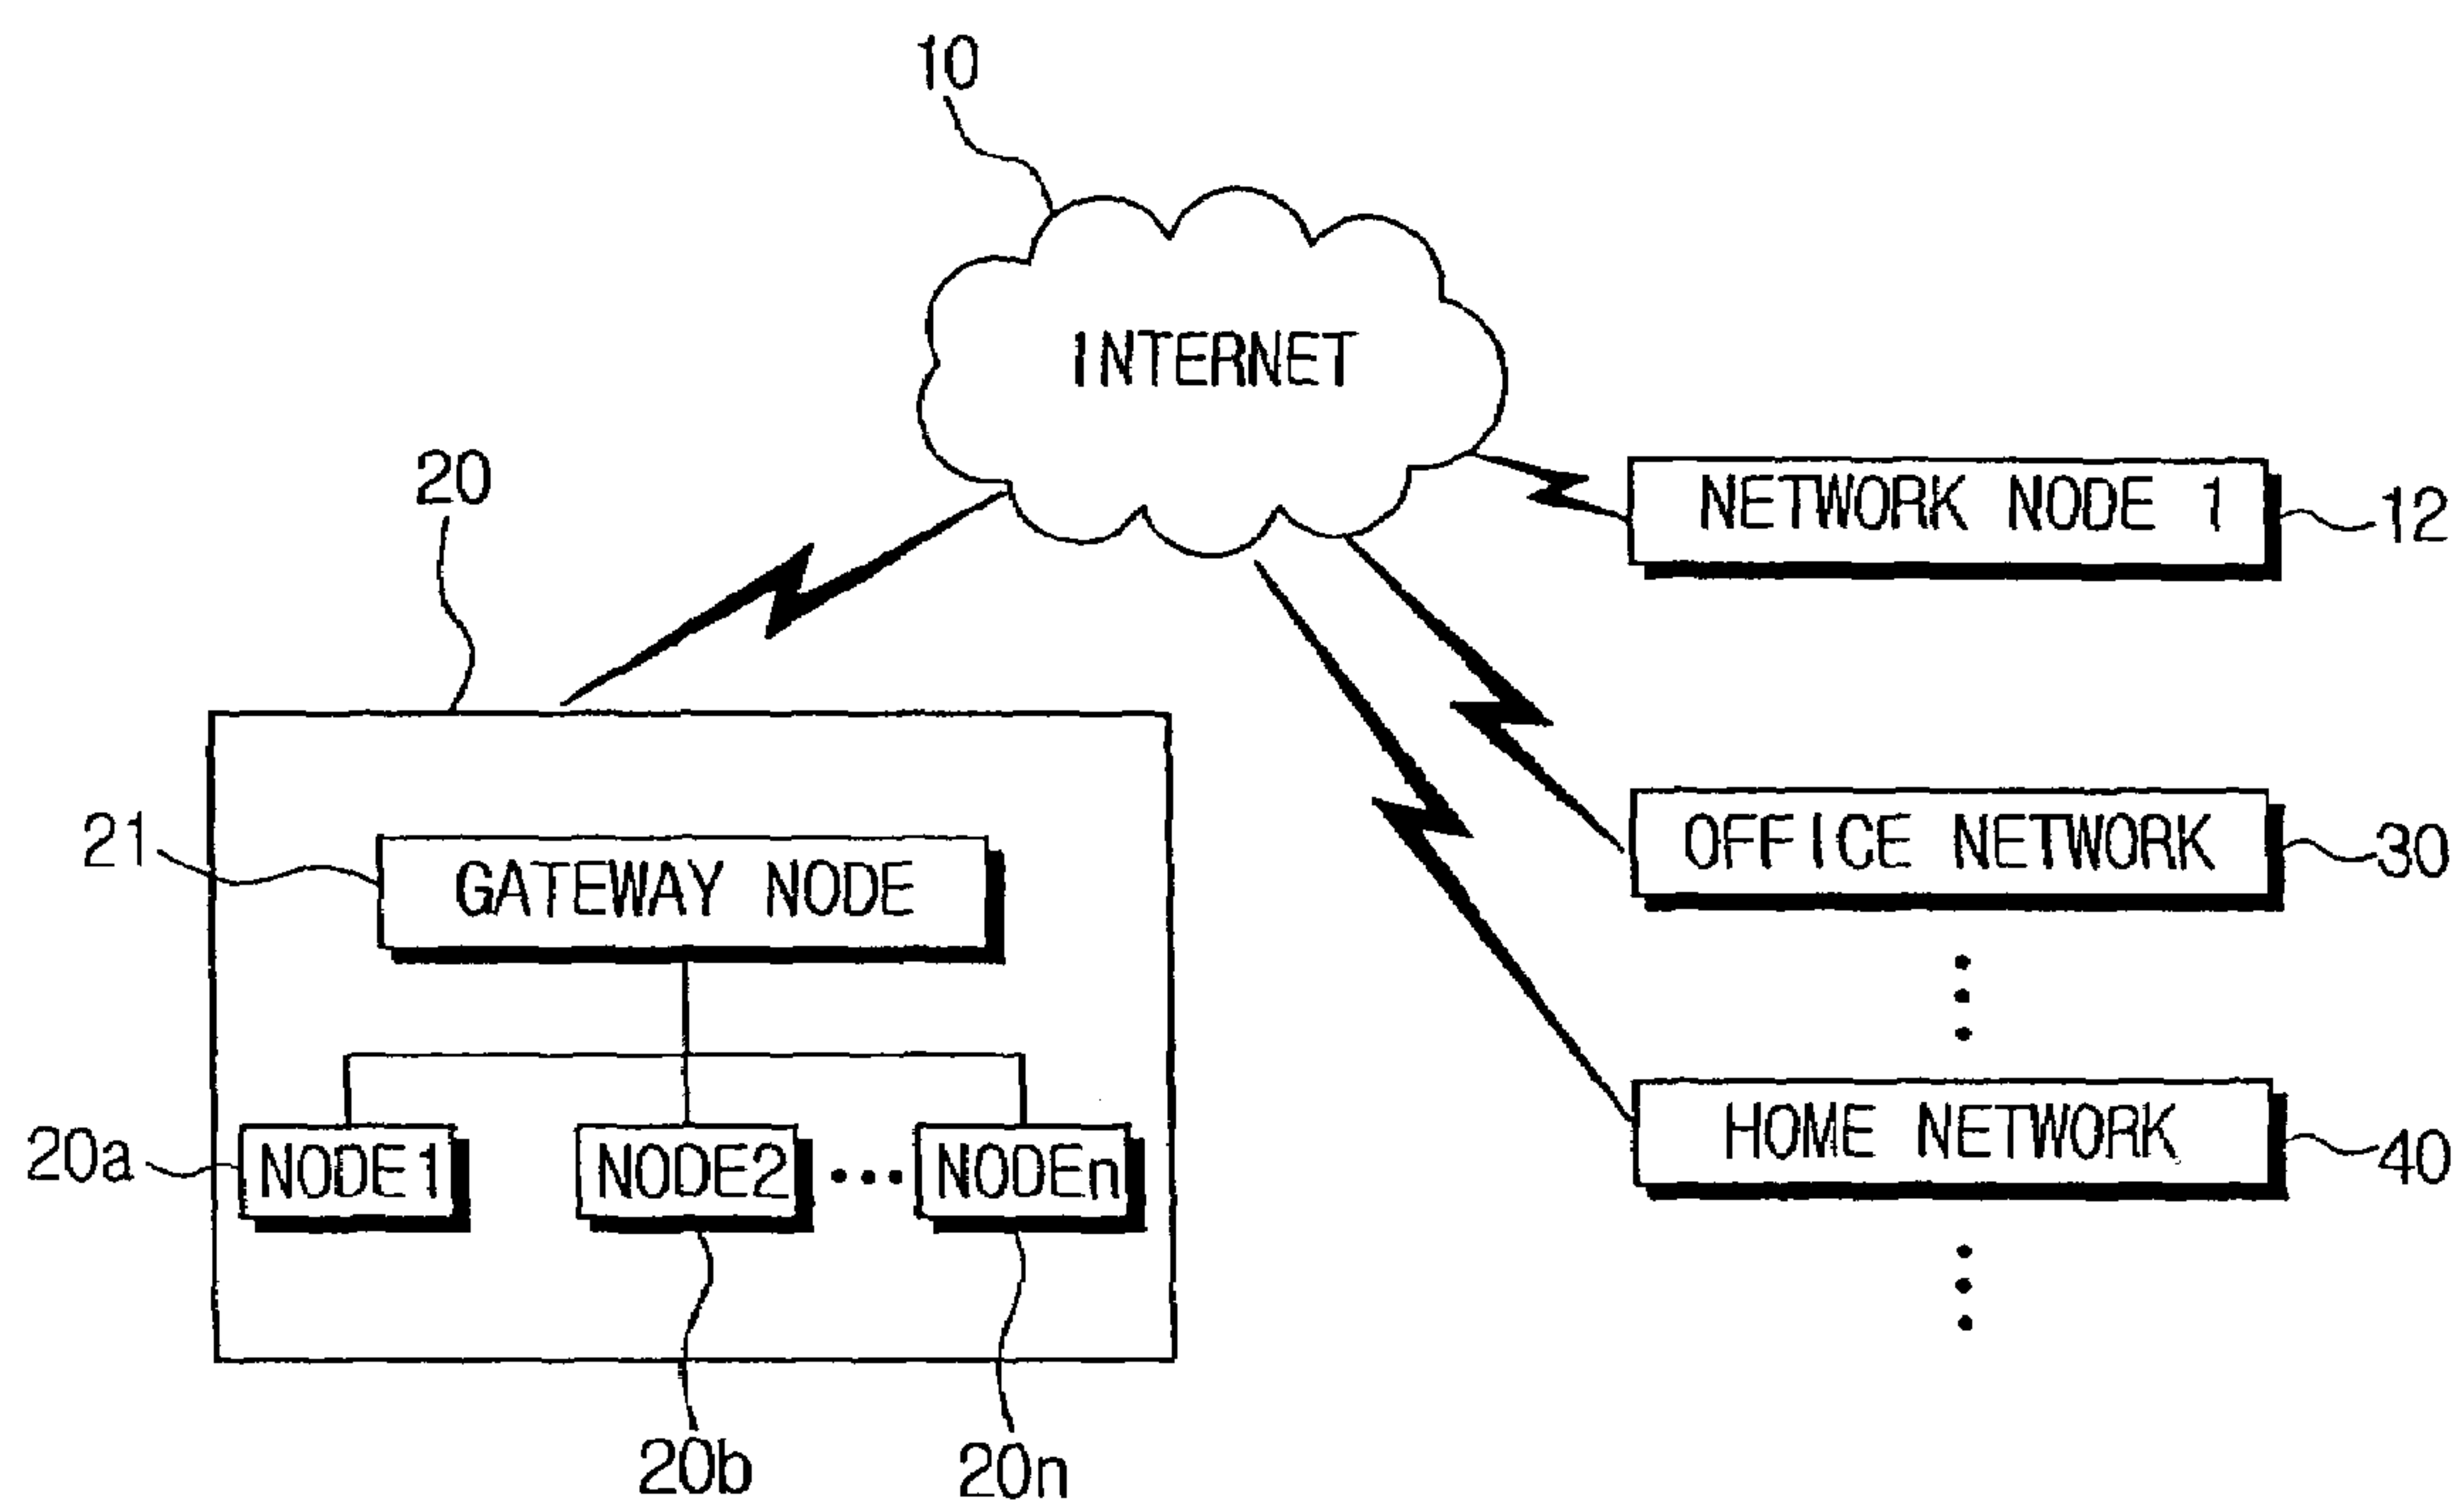 10
INTERNET
20
NETWORK NODE 1
12
21
GATEWAY NODE
OFFICE NETWORK
30
20a
NODE1
NODE2
NODEn
HOME NETWORK
40
20b
20n